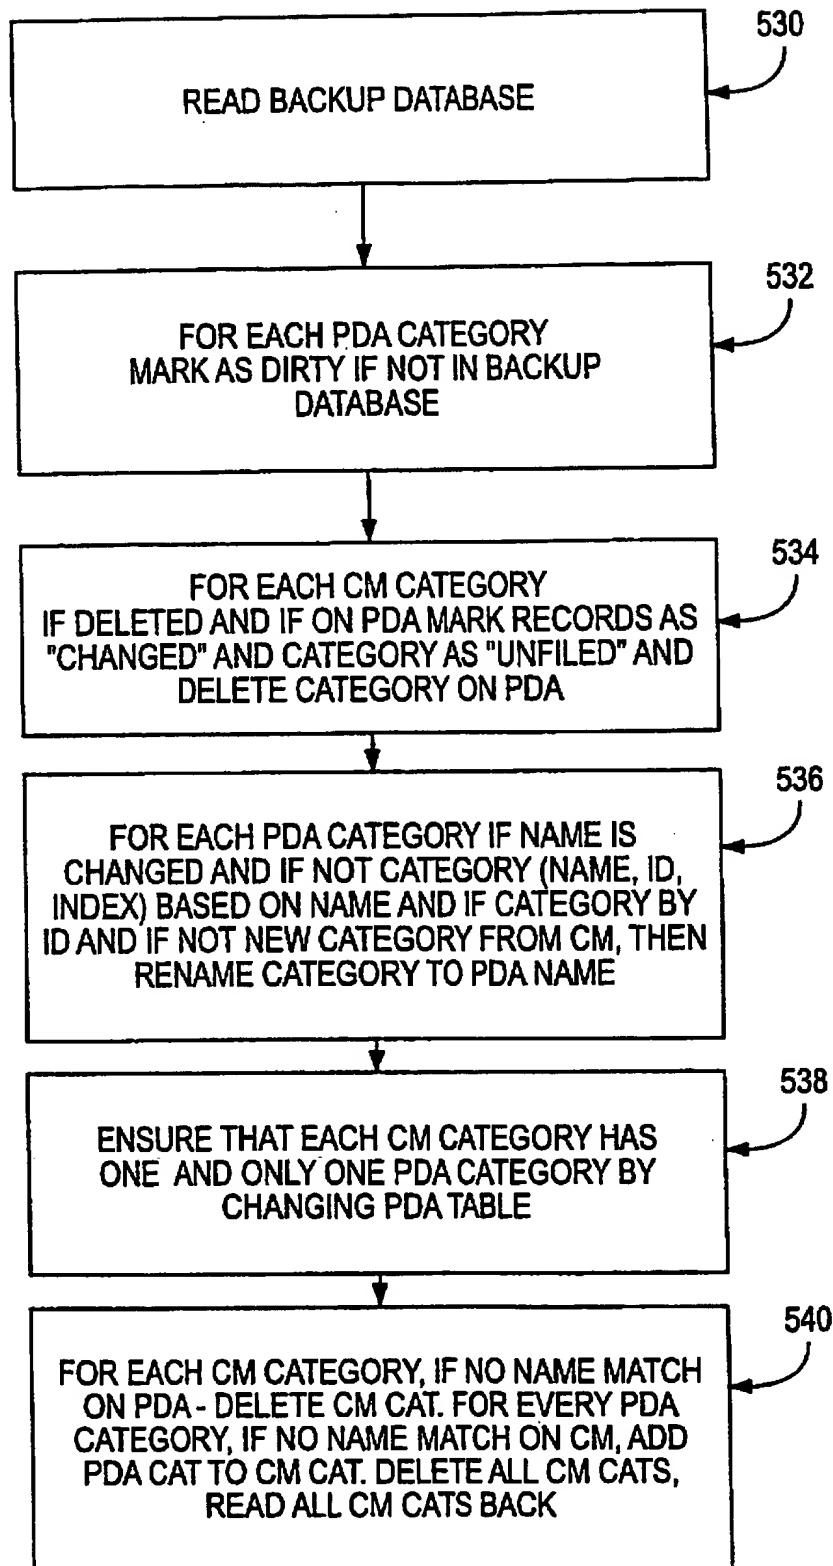 530
READ BACKUP DATABASE
532
FOR EACH PDA CATEGORY
MARK AS DIRTY IF NOT IN BACKUP
DATABASE
534
FOR EACH CM CATEGORY
IF DELETED AND IF ON PDA MARK RECORDS AS
"CHANGED" AND CATEGORY AS "UNFILED" AND
DELETE CATEGORY ON PDA
536
FOR EACH PDA CATEGORY IF NAME IS
CHANGED AND IF NOT CATEGORY (NAME, ID,
INDEX) BASED ON NAME AND IF CATEGORY BY
ID AND IF NOT NEW CATEGORY FROM CM, THEN
RENAME CATEGORY TO PDA NAME
538
ENSURE THAT EACH CM CATEGORY HAS
ONE AND ONLY ONE PDA CATEGORY BY
CHANGING PDA TABLE
540
FOR EACH CM CATEGORY, IF NO NAME MATCH
ON PDA - DELETE CM CAT. FOR EVERY PDA
CATEGORY, IF NO NAME MATCH ON CM, ADD
PDA CAT TO CM CAT. DELETE ALL CM CATS,
READ ALL CM CATS BACK